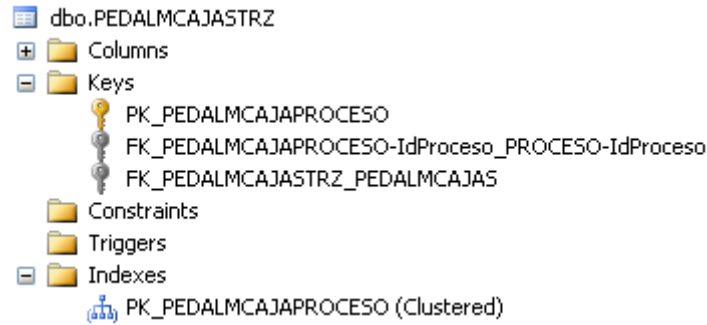 dbo.PEDALMCAJASTRZ
Columns
Keys
PK_PEDALMCAJAPROCESO
FK_PEDALMCAJAPROCESO-IdProceso_PROCESO-IdProceso
FK_PEDALMCAJASTRZ_PEDALMCAJAS
Constraints
Triggers
Indexes
PK_PEDALMCAJAPROCESO (Clustered)